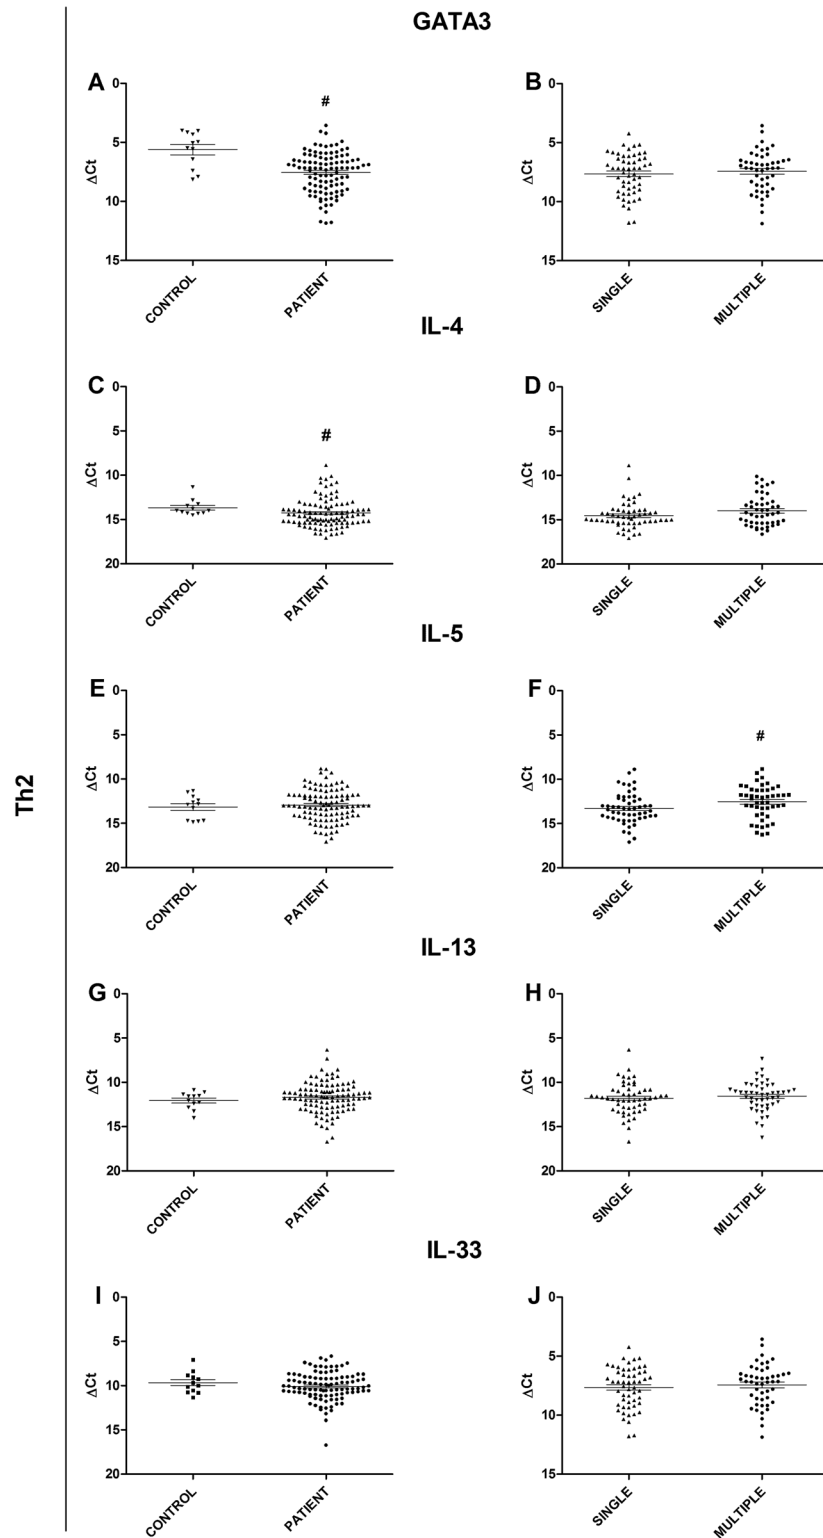 GATA3
A
#
0
5
10
15
ΔCt
CONTROL
PATIENT
B
0
5
10
15
ΔCt
SINGLE
MULTIPLE
IL-4
C
#
0
5
10
15
20
ΔCt
CONTROL
PATIENT
D
0
5
10
15
20
ΔCt
SINGLE
MULTIPLE
IL-5
E
0
5
10
15
20
ΔCt
CONTROL
PATIENT
F
#
0
5
10
15
20
ΔCt
SINGLE
MULTIPLE
Th2
IL-13
G
0
5
10
15
20
ΔCt
CONTROL
PATIENT
H
0
5
10
15
20
ΔCt
SINGLE
MULTIPLE
IL-33
I
0
5
10
15
20
ΔCt
CONTROL
PATIENT
J
0
5
10
15
ΔCt
SINGLE
MULTIPLE